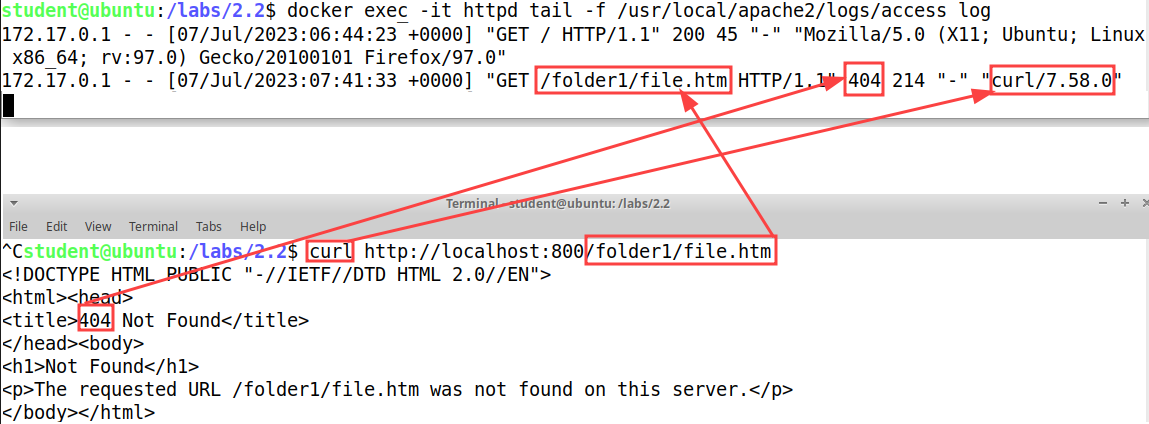 student@ubuntu:/labs/2.2$ docker exec -it httpd tail -f /usr/local/apache2/logs/access log
172.17.0.1 - - [07/Jul/2023:06:44:23 +0000] "GET / HTTP/1.1" 200 45 "-" "Mozilla/5.0 (X11; Ubuntu; Linux
x86_64; rv:97.0) Gecko/20100101 Firefox/97.0"
172.17.0.1 - - [07/Jul/2023:07:41:33 +0000] "GET /folder1/file.htm HTTP/1.1" 404 214 "-" "curl/7.58.0"
Terminal - student@ubuntu: /labs/2.2
File Edit View Terminal Tabs Help
^Cstudent@ubuntu:/labs/2.2$ curl http://localhost:800/folder1/file.htm
<!DOCTYPE HTML PUBLIC "-//IETF//DTD HTML 2.0//EN">
<html><head>
<title>404 Not Found</title>
</head><body>
<h1>Not Found</h1>
<p>The requested URL /folder1/file.htm was not found on this server.</p>
</body></html>